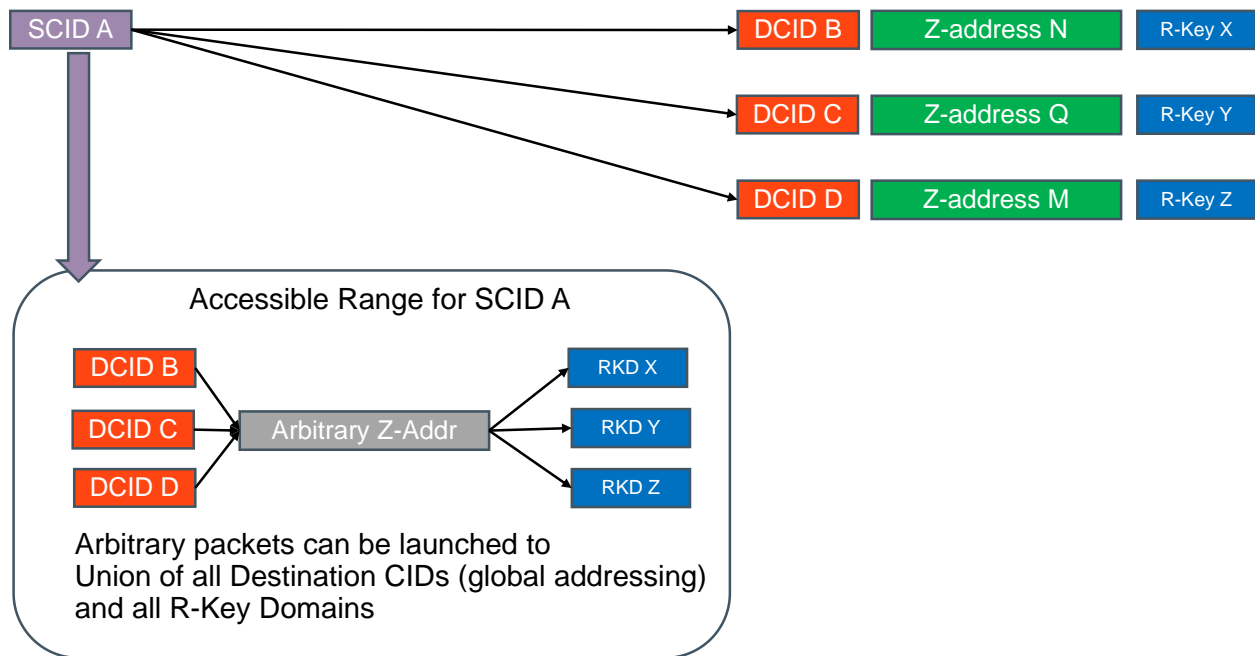 SCID A
DCID B Z-address N R-Key X
DCID C Z-address Q R-Key Y
DCID D Z-address M R-Key Z
Accessible Range for SCID A
DCID B RKD X
DCID C Arbitrary Z-Addr RKD Y
DCID D RKD Z
Arbitrary packets can be launched to
Union of all Destination CIDs (global addressing)
and all R-Key Domains